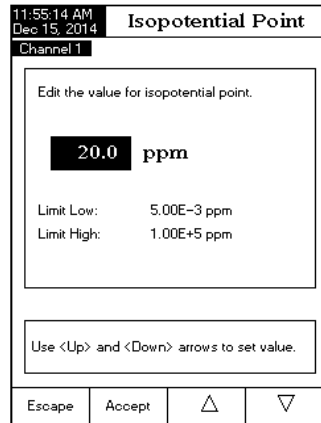 11:55:14 AM
Dec 15, 2014
Isopotential Point
Channel 1
Edit the value for isopotential point.
20.0 ppm
Limit Low: 5.00E-3 ppm
Limit High: 1.00E+5 ppm
Use <Up> and <Down> arrows to set value.
Escape Accept △ ▽